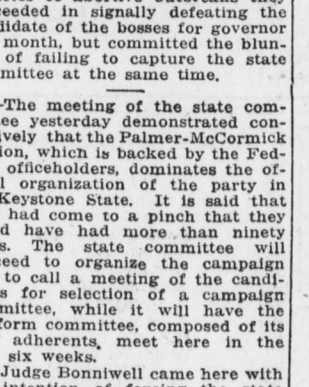 ceeded in signally defeating the
didate of the bosses for governor
month, but committed the blun-
of failing to capture the state
mmittee at the same time.
-The meeting of the state com-
ee yesterday demonstrated con-
ively that the Palmer-McCormick
ion, which is backed by the Fed-
officeholders, dominates the of-
l organization of the party in
Keystone State. It is said that
had come to a pinch that they
d have had more than ninety
s. The state committee will
eed to organize the campaign
to call a meeting of the candi-
s for selection of a campaign
mittee, while it will have the
form committee, composed of its
adherents, meet here in the
six weeks.
Judge Bonniwell came here with